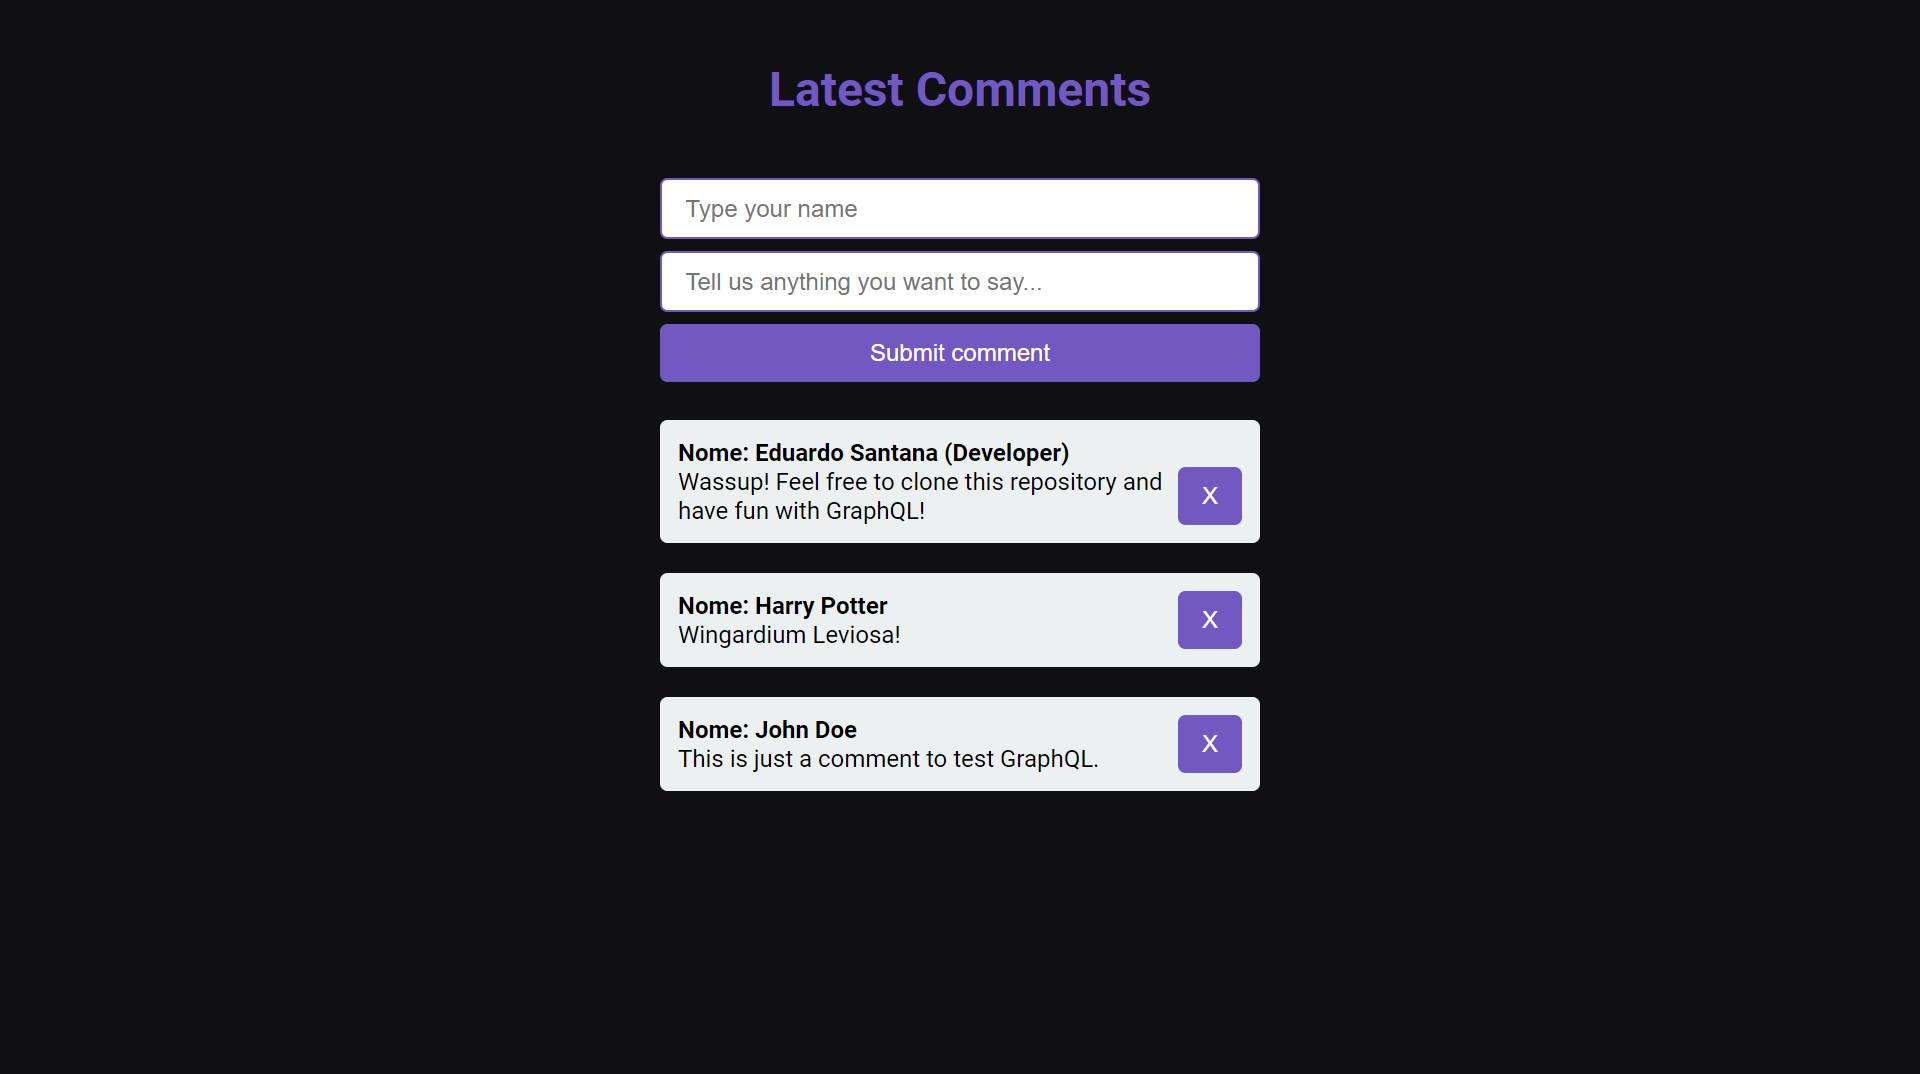 Latest Comments
Type your name
Tell us anything you want to say...
Submit comment
Nome: Eduardo Santana (Developer)
Wassup! Feel free to clone this repository and
have fun with GraphQL!
X
Nome: Harry Potter
Wingardium Leviosa!
X
Nome: John Doe
This is just a comment to test GraphQL.
X